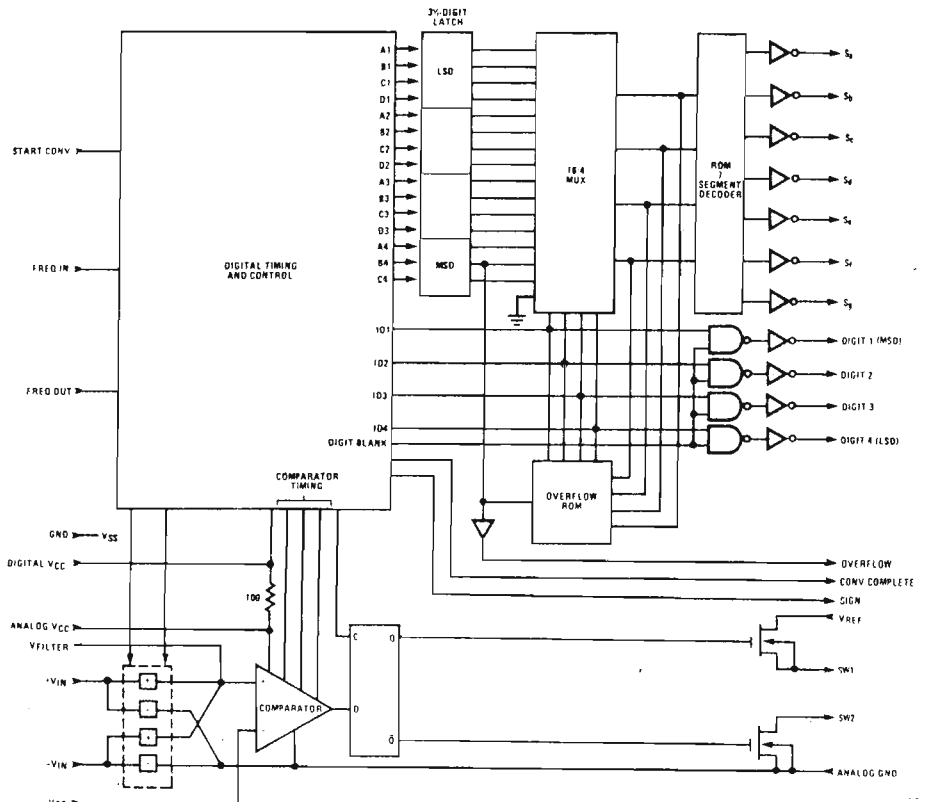 3½-DIGIT
LATCH
A1
B1
C1
D1
A2
B2
C2
D2
A3
B3
C3
D3
A4
B4
C4
LSD
MSD
16:4
MUX
ROM
7
SEGMENT
DECODER
Sa
Sb
Sc
Sd
Se
Sf
Sg
START CONV
FREQ IN
FREQ OUT
DIGITAL TIMING
AND CONTROL
ID1
ID2
ID3
ID4
DIGIT BLANK
DIGIT 1 (MSD)
DIGIT 2
DIGIT 3
DIGIT 4 (LSD)
COMPARATOR
TIMING
OVERFLOW
ROM
GND
VSS
DIGITAL VCC
100
ANALOG VCC
VFILTER
+VIN
-VIN
COMPARATOR
C
D
Q
Q̅
OVERFLOW
CONV COMPLETE
SIGN
VREF
SW1
SW2
ANALOG GND